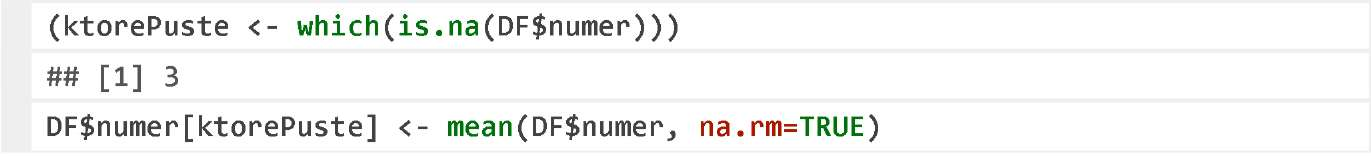 (ktorePuste <- which(is.na(DF$numer)))
## [1] 3
DF$numer[ktorePuste] <- mean(DF$numer, na.rm=TRUE)